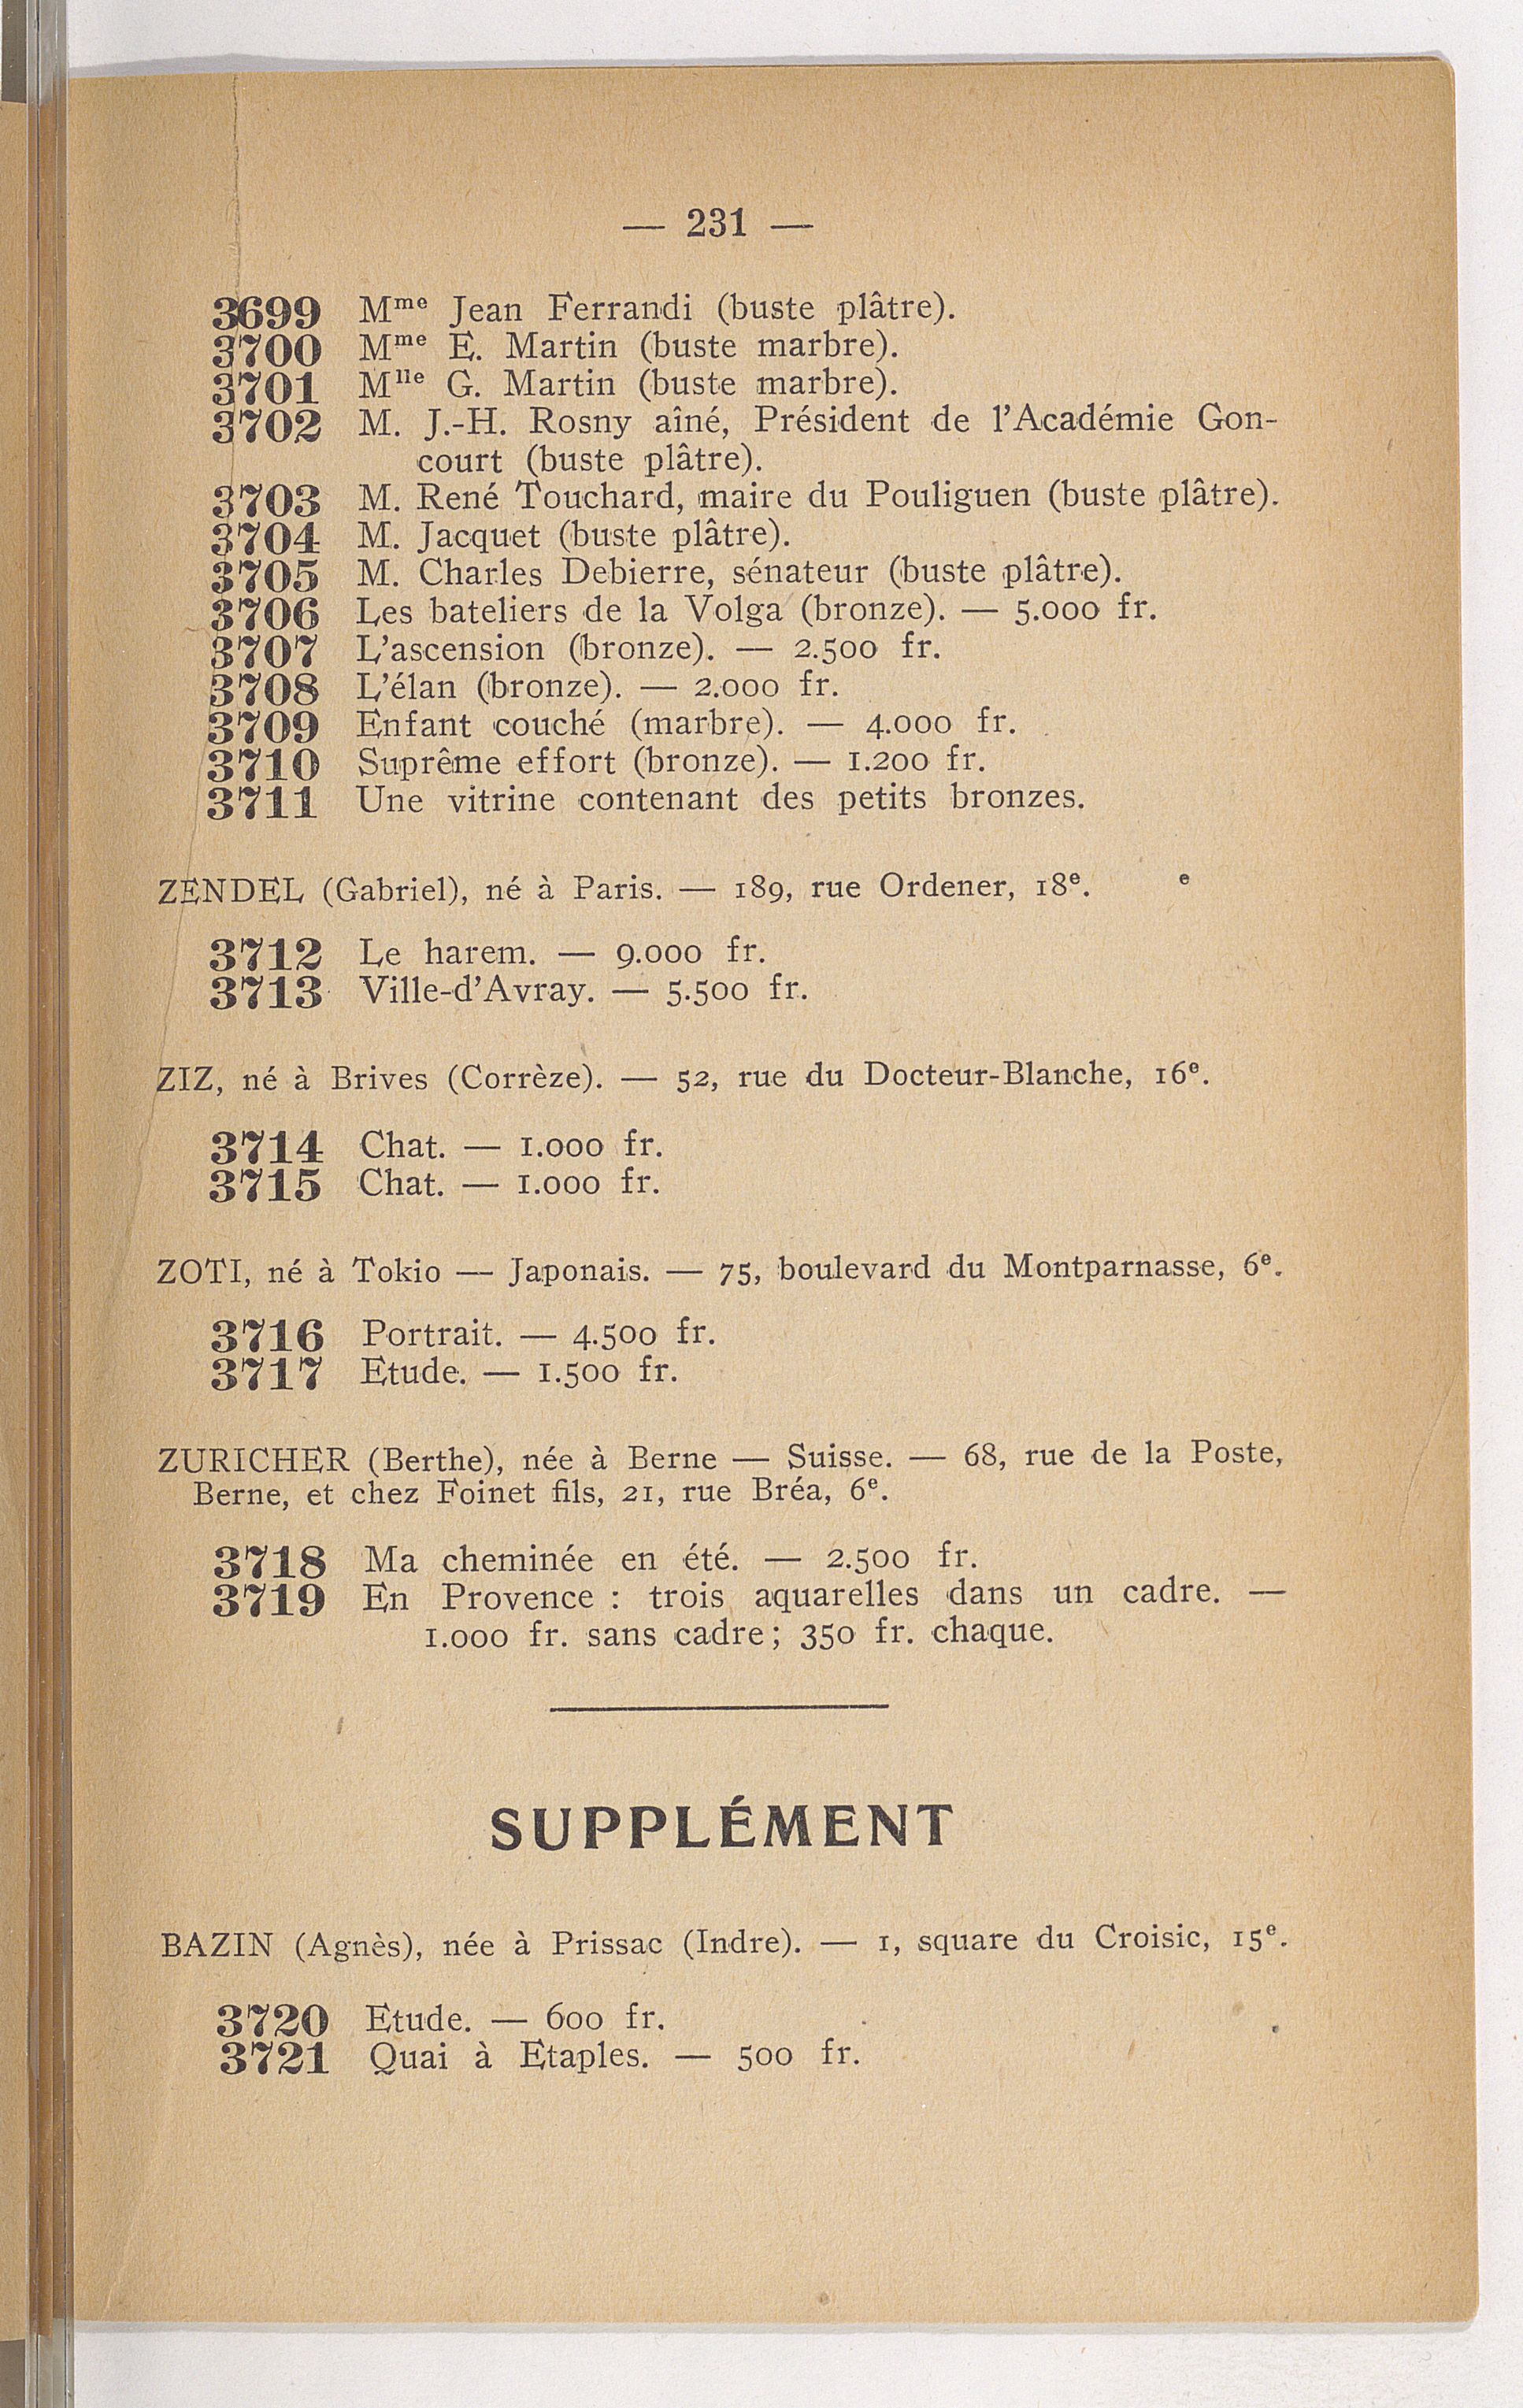 — 231 —
3699 Mme Jean Ferrandi (buste plâtre).
3700 Mme E. Martin (buste marbre).
3701 Mlle G. Martin (buste marbre).
3702 M. J.-H. Rosny aîné, Président de l'Académie Gon-
court (buste plâtre).
3703 M. René Touchard, maire du Pouliguen (buste plâtre).
3704 M. Jacquet (buste plâtre).
3705 M. Charles Debierre, sénateur (buste plâtre).
3706 Les bateliers de la Volga (bronze). — 5.000 fr.
3707 L'ascension (bronze). — 2.500 fr.
3708 L'élan (bronze). — 2.000 fr.
3709 Enfant couché (marbre). — 4.000 fr.
3710 Suprême effort (bronze). — 1.200 fr.
3711 Une vitrine contenant des petits bronzes.
ZENDEL (Gabriel), né à Paris. — 189, rue Ordener, 18e. e
3712 Le harem. — 9.000 fr.
3713 Ville-d'Avray. — 5.500 fr.
ZIZ, né à Brives (Corrèze). — 52, rue du Docteur-Blanche, 16e.
3714 Chat. — 1.000 fr.
3715 Chat. — 1.000 fr.
ZOTI, né à Tokio — Japonais. — 75, boulevard du Montparnasse, 6e.
3716 Portrait. — 4.500 fr.
3717 Etude. — 1.500 fr.
ZURICHER (Berthe), née à Berne — Suisse. — 68, rue de la Poste,
Berne, et chez Foinet fils, 21, rue Bréa, 6e.
3718 Ma cheminée en été. — 2.500 fr.
3719 En Provence : trois aquarelles dans un cadre. —
1.000 fr. sans cadre; 350 fr. chaque.
SUPPLÉMENT
BAZIN (Agnès), née à Prissac (Indre). — 1, square du Croisic, 15e.
3720 Etude. — 600 fr.
3721 Quai à Etaples. — 500 fr.